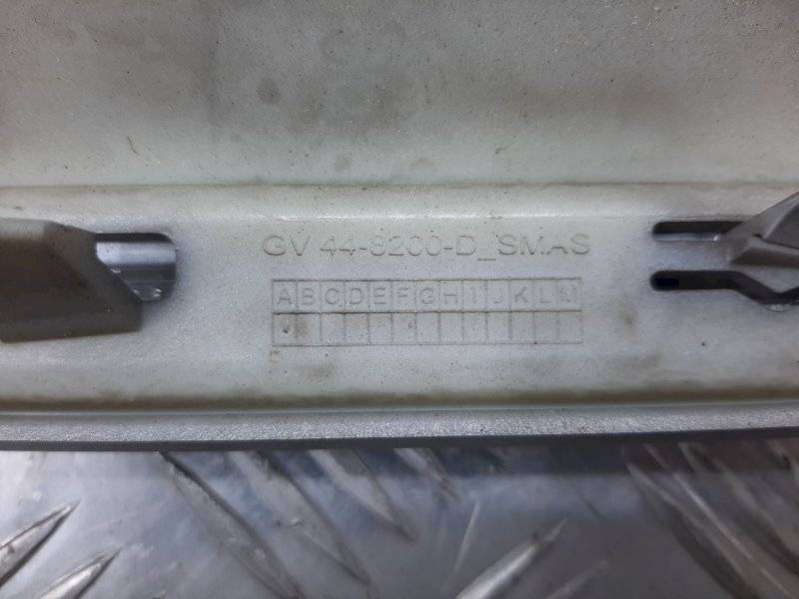 GV 44-8200-D_SMAS
A B C D E F G H I J K L M